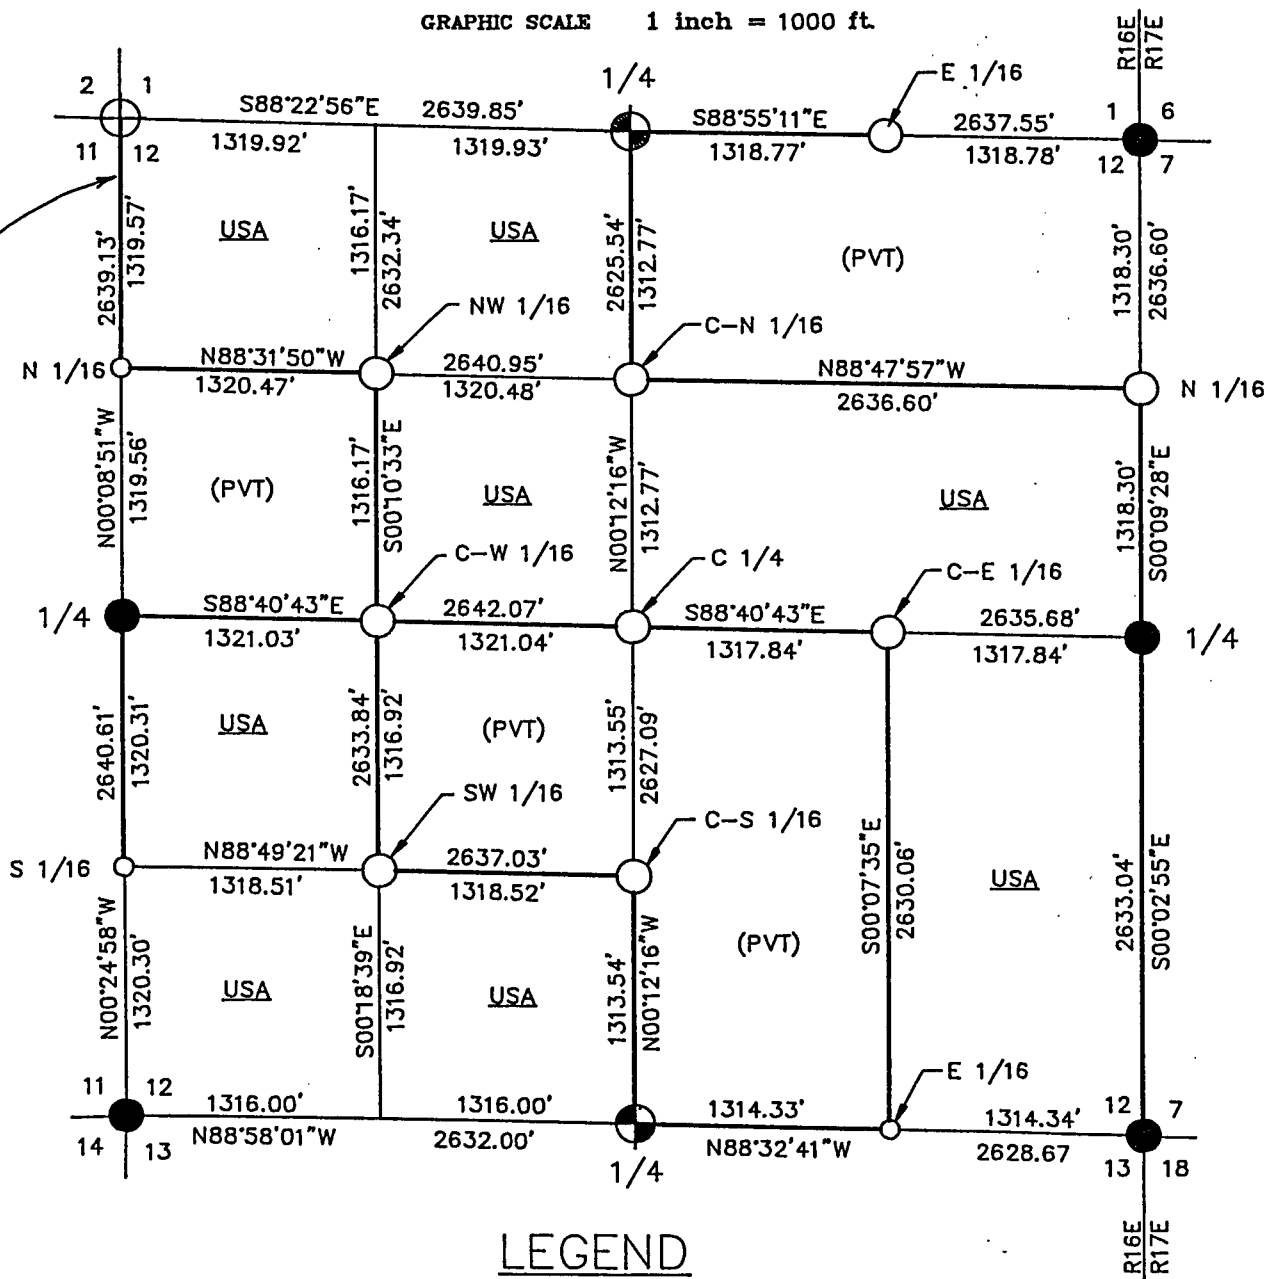 GRAPHIC SCALE 1 inch = 1000 ft.
R16E
R17E
1/4
E 1/16
2 1
S88°22'56"E 2639.85'
S88°55'11"E 2637.55'
1 6
11 12
1319.92' 1319.93'
1318.77' 1318.78'
12 7
2639.13'
1319.57'
USA
1316.17'
2632.34'
USA
2625.54'
1312.77'
(PVT)
1318.30'
2636.60'
NW 1/16
C-N 1/16
N 1/16
N88°31'50"W 2640.95'
1320.47' 1320.48'
N88°47'57"W
2636.60'
N 1/16
N00°08'51"W
1319.56'
(PVT)
1316.17'
S00°10'33"E
USA
N00°12'16"W
1312.77'
USA
1318.30'
S00°09'28"E
C-W 1/16
C 1/4
C-E 1/16
1/4
S88°40'43"E 2642.07'
1321.03' 1321.04'
S88°40'43"E 2635.68'
1317.84' 1317.84'
1/4
2640.61'
1320.31'
USA
2633.84'
1316.92'
(PVT)
1313.55'
2627.09'
SW 1/16
C-S 1/16
S 1/16
N88°49'21"W 2637.03'
1318.51' 1318.52'
S00°07'35"E
2630.06'
USA
2633.04'
S00°02'55"E
(PVT)
N00°24'58"W
1320.30'
USA
S00°18'39"E
1316.92'
USA
1313.54'
N00°12'16"W
E 1/16
11 12
1316.00' 1316.00'
1314.33' 1314.34'
12 7
14 13
N88°58'01"W 2632.00'
N88°32'41"W 2628.67
13 18
1/4
R16E
R17E
LEGEND